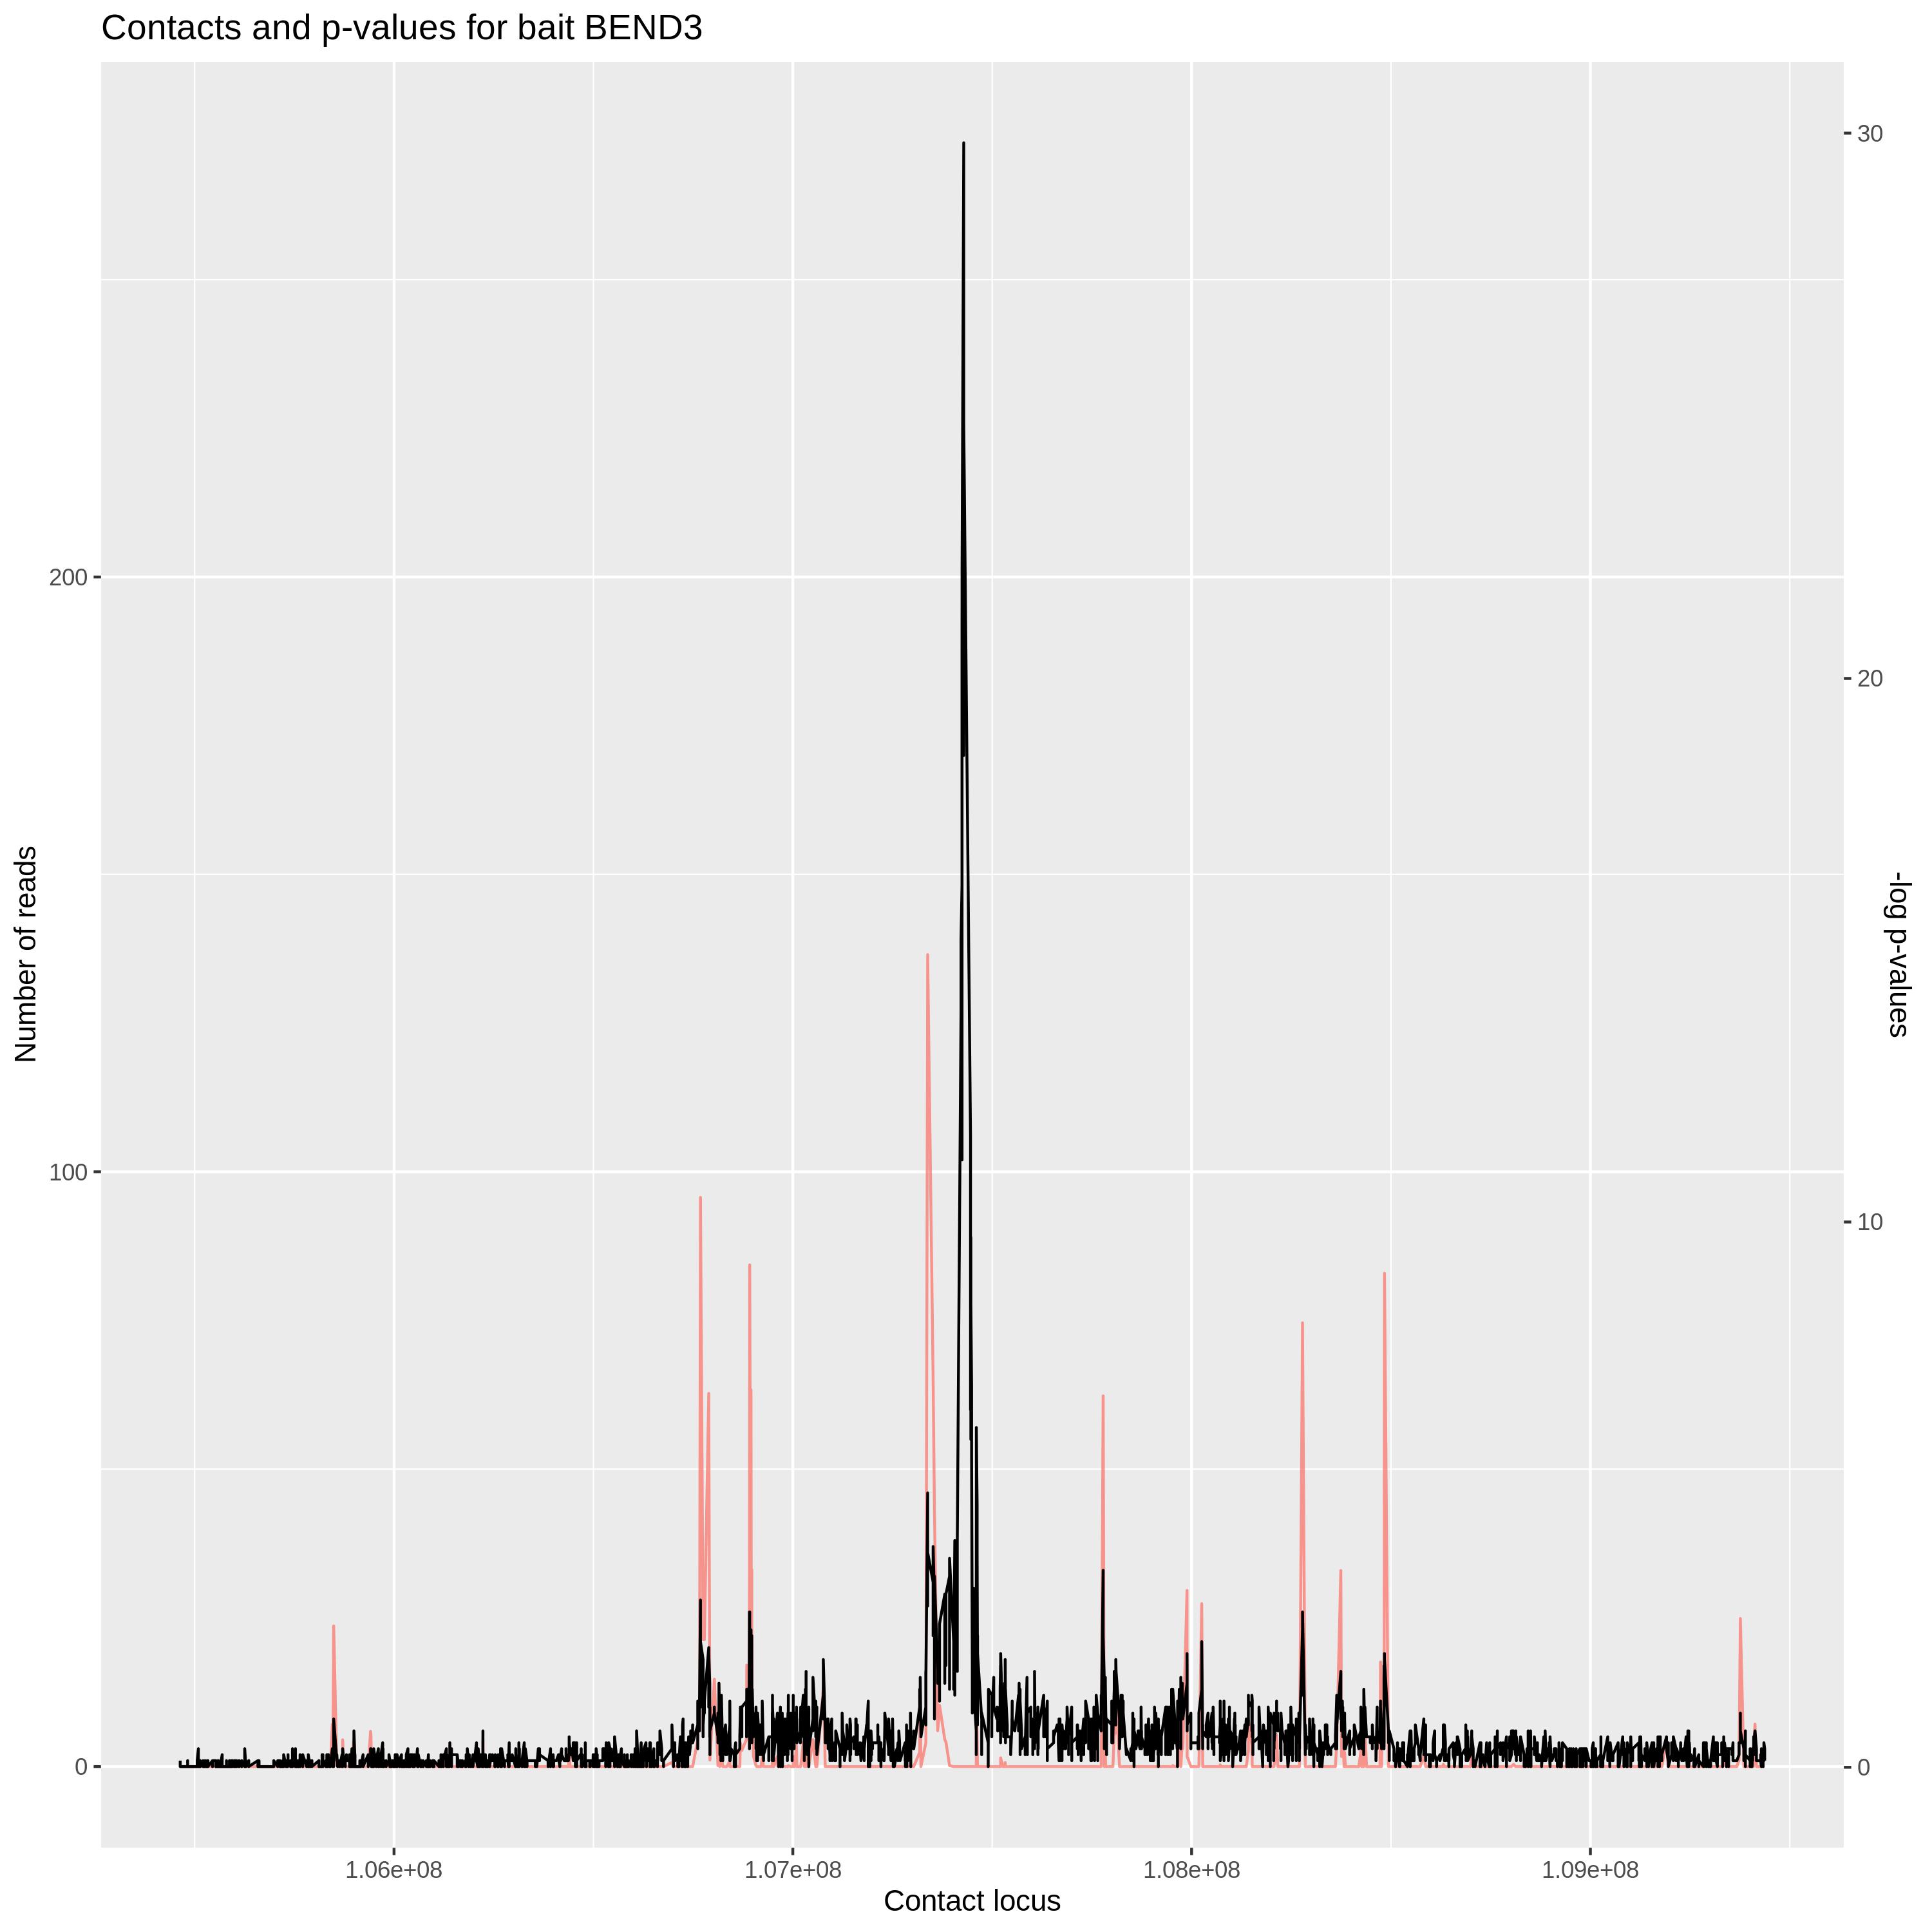 Contacts and p-values for bait BEND3
30
200
20
Number of reads
-log p-values
100
10
0
0
1.06e+08 1.07e+08 1.08e+08 1.09e+08
Contact locus